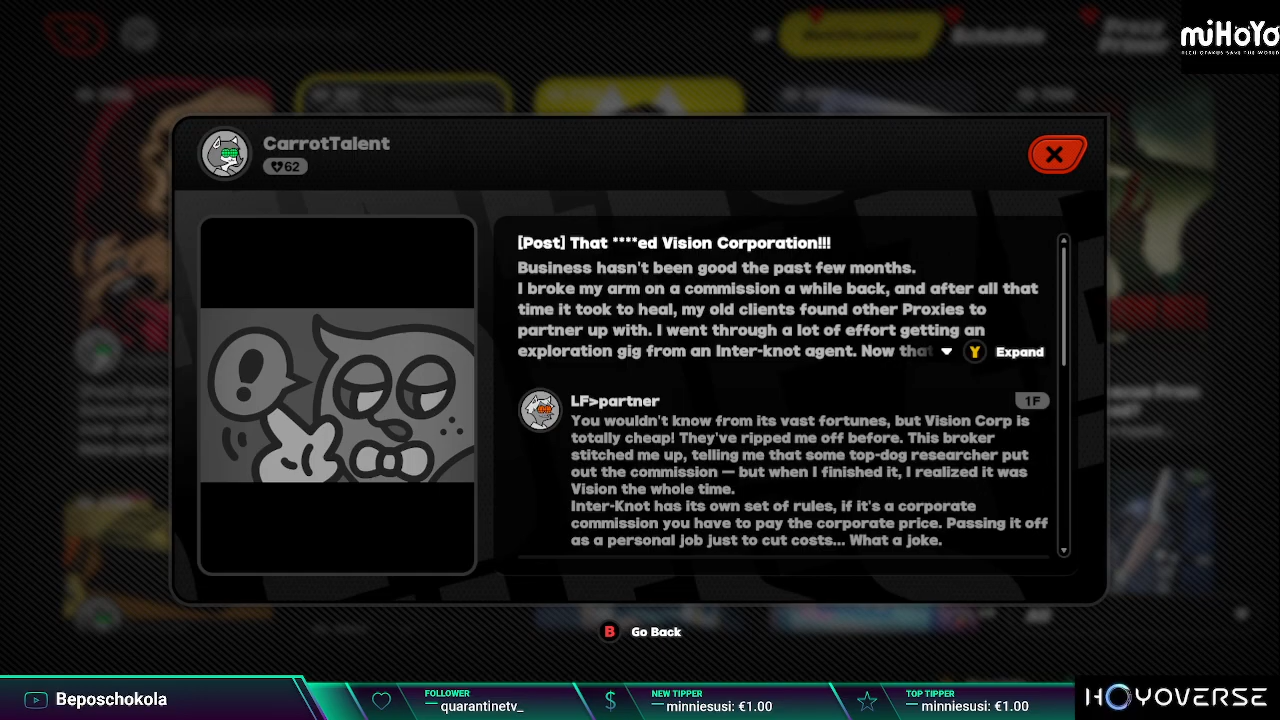 miHoYo
TECH OTAKUS SAVE THE WORLD
CarrotTalent
62
[Post] That ****ed Vision Corporation!!!
Business hasn't been good the past few months.
I broke my arm on a commission a while back, and after all that
time it took to heal, my old clients found other Proxies to
partner up with. I went through a lot of effort getting an
exploration gig from an Inter-knot agent. Now that
Y Expand
LF>partner
1F
You wouldn't know from its vast fortunes, but Vision Corp is
totally cheap! They've ripped me off before. This broker
stitched me up, telling me that some top-dog researcher put
out the commission — but when I finished it, I realized it was
Vision the whole time.
Inter-Knot has its own set of rules, if it's a corporate
commission you have to pay the corporate price. Passing it off
as a personal job just to cut costs... What a joke.
B Go Back
Beposchokola
FOLLOWER
quarantinetv_
$
NEW TIPPER
minniesusi: €1.00
TOP TIPPER
minniesusi: €1.00
HOYOVERSE